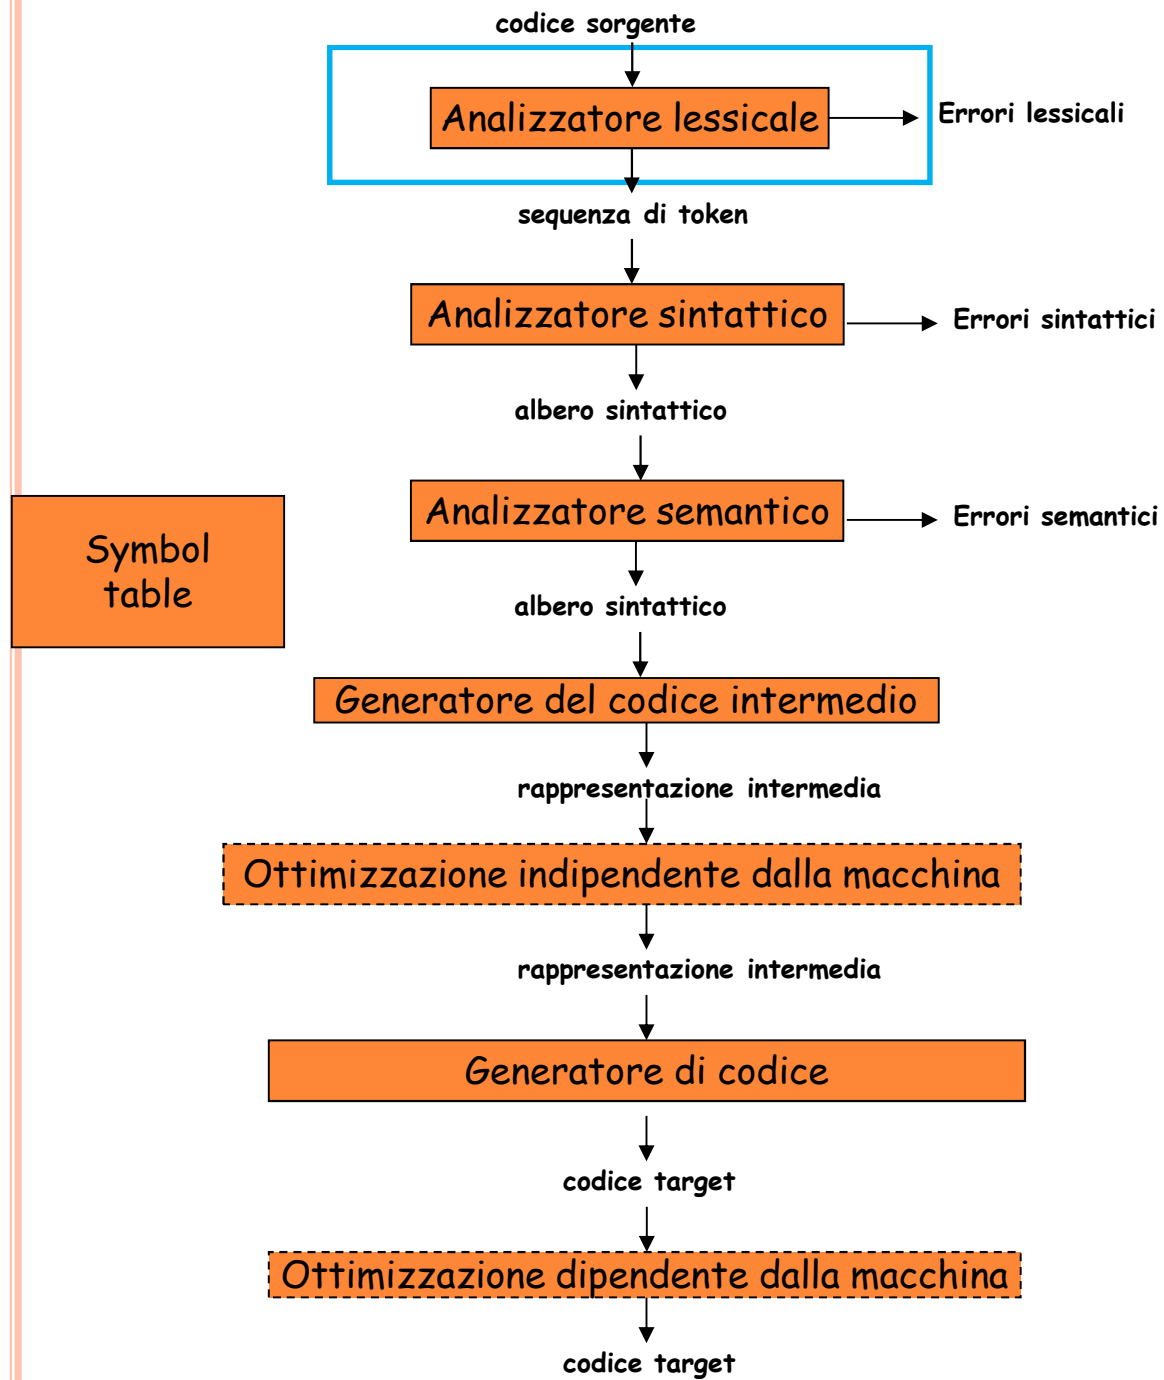 codice sorgente
Analizzatore lessicale
Errori lessicali
sequenza di token
Analizzatore sintattico
Errori sintattici
albero sintattico
Analizzatore semantico
Errori semantici
Symbol
table
albero sintattico
Generatore del codice intermedio
rappresentazione intermedia
Ottimizzazione indipendente dalla macchina
rappresentazione intermedia
Generatore di codice
codice target
Ottimizzazione dipendente dalla macchina
codice target